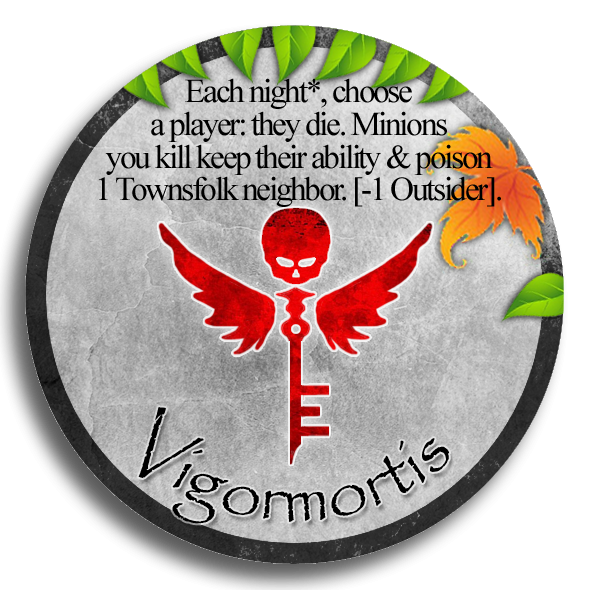 Each night*, choose
a player: they die. Minions
you kill keep their ability & poison
1 Townsfolk neighbor. [-1 Outsider].
Vigormortis